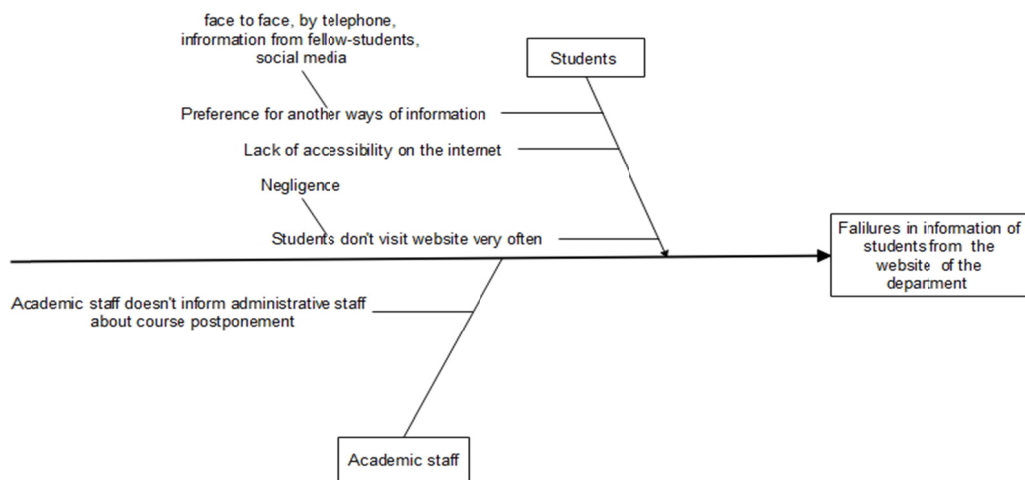 face to face, by telephone,
infrormation from fellow-students,
social media
Students
Preference for another ways of information
Lack of accessibility on the internet
Negligence
Students don't visit website very often
Falilures in information of
students from the
website of the
department
Academic staff doesn't inform administrative staff
about course postponement
Academic staff